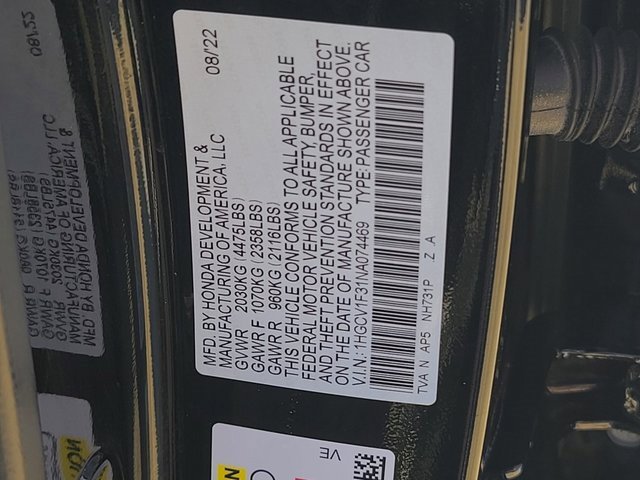 MFD. BY HONDA DEVELOPMENT & 08/22
MANUFACTURING OF AMERICA, LLC
GVWR 2030KG (4475LBS)
GAWR F 1070KG (2358LBS)
GAWR R 960KG (2116LBS)
THIS VEHICLE CONFORMS TO ALL APPLICABLE
FEDERAL MOTOR VEHICLE SAFETY, BUMPER,
AND THEFT PREVENTION STANDARDS IN EFFECT
ON THE DATE OF MANUFACTURE SHOWN ABOVE.
V.I.N.: 1HGCV1F31NA074469 TYPE:PASSENGER CAR
TVA N AP5 NH731P Z A
VE